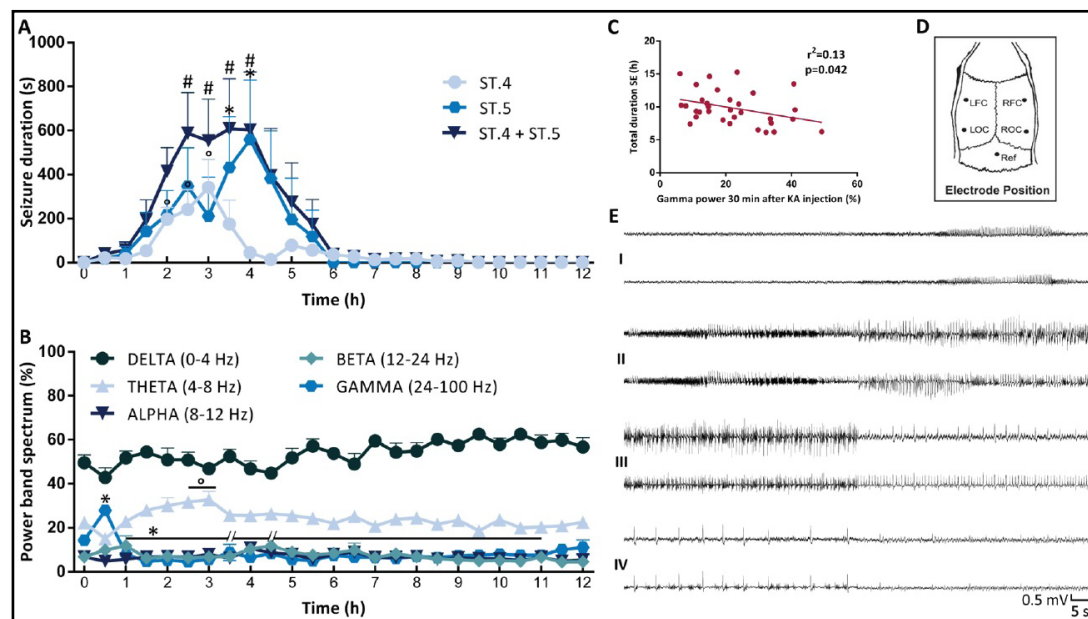 A
1000
800
600
400
200
0
Seizure duration (s)
# # # #
* *
° ° °
ST.4
ST.5
ST.4 + ST.5
0 1 2 3 4 5 6 7 8 9 10 11 12
Time (h)
B
100
80
60
40
20
0
Power band spectrum (%)
DELTA (0-4 Hz)
THETA (4-8 Hz)
ALPHA (8-12 Hz)
BETA (12-24 Hz)
GAMMA (24-100 Hz)
°
*
*
// //
0 1 2 3 4 5 6 7 8 9 10 11 12
Time (h)
C
20
15
10
5
0
Total duration SE (h)
r²=0.13
p=0.042
0 20 40 60
Gamma power 30 min after KA injection (%)
D
LFC RFC
LOC ROC
Ref
Electrode Position
E
I
II
III
IV
0.5 mV
5 s